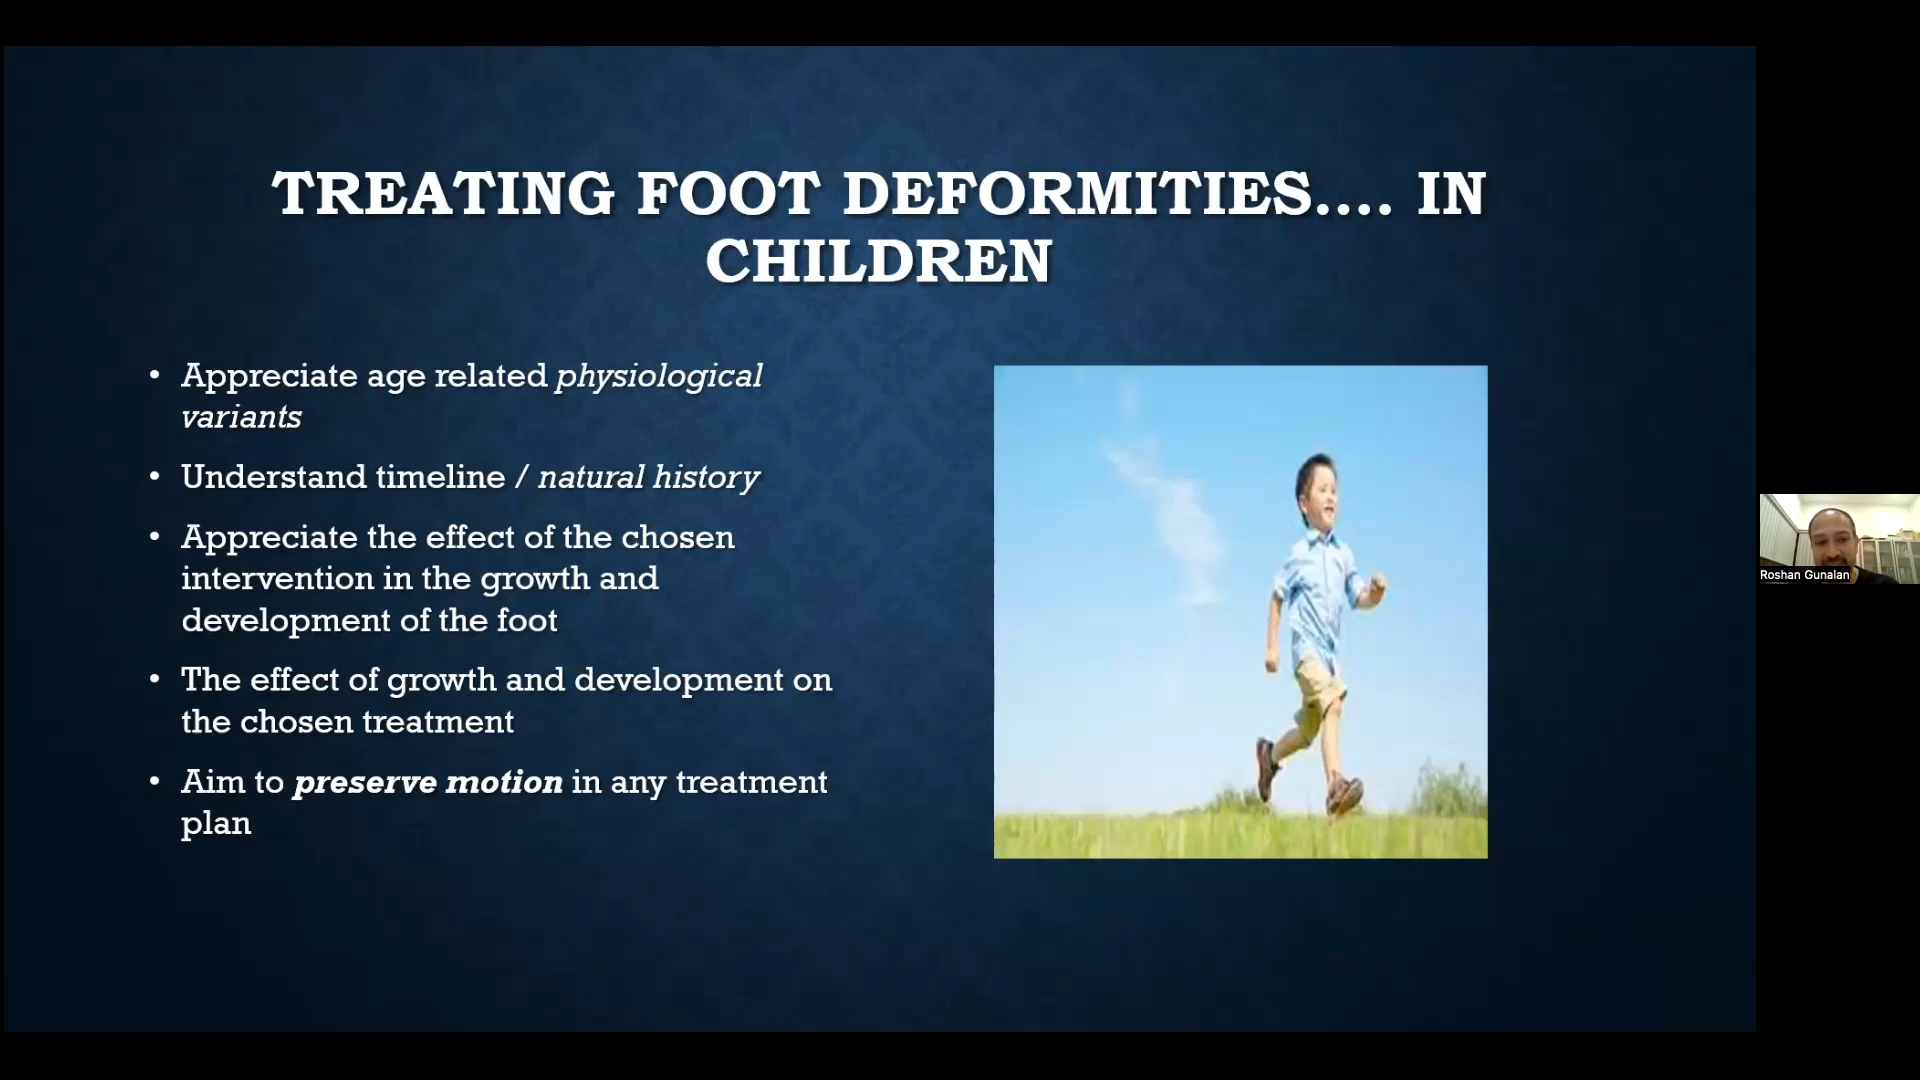 TREATING FOOT DEFORMITIES.... IN
CHILDREN
• Appreciate age related physiological
variants
• Understand timeline / natural history
• Appreciate the effect of the chosen
intervention in the growth and
development of the foot
• The effect of growth and development on
the chosen treatment
• Aim to preserve motion in any treatment
plan
Roshan Gunalan